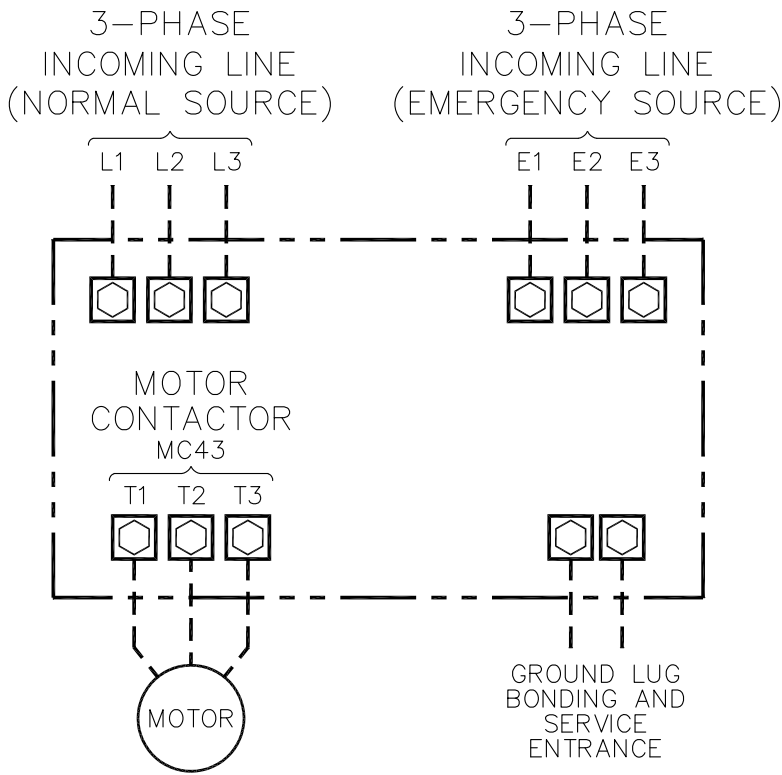 3-PHASE
INCOMING LINE
(NORMAL SOURCE)
L1 L2 L3
3-PHASE
INCOMING LINE
(EMERGENCY SOURCE)
E1 E2 E3
MOTOR
CONTACTOR
MC43
T1 T2 T3
MOTOR
GROUND LUG
BONDING AND
SERVICE
ENTRANCE